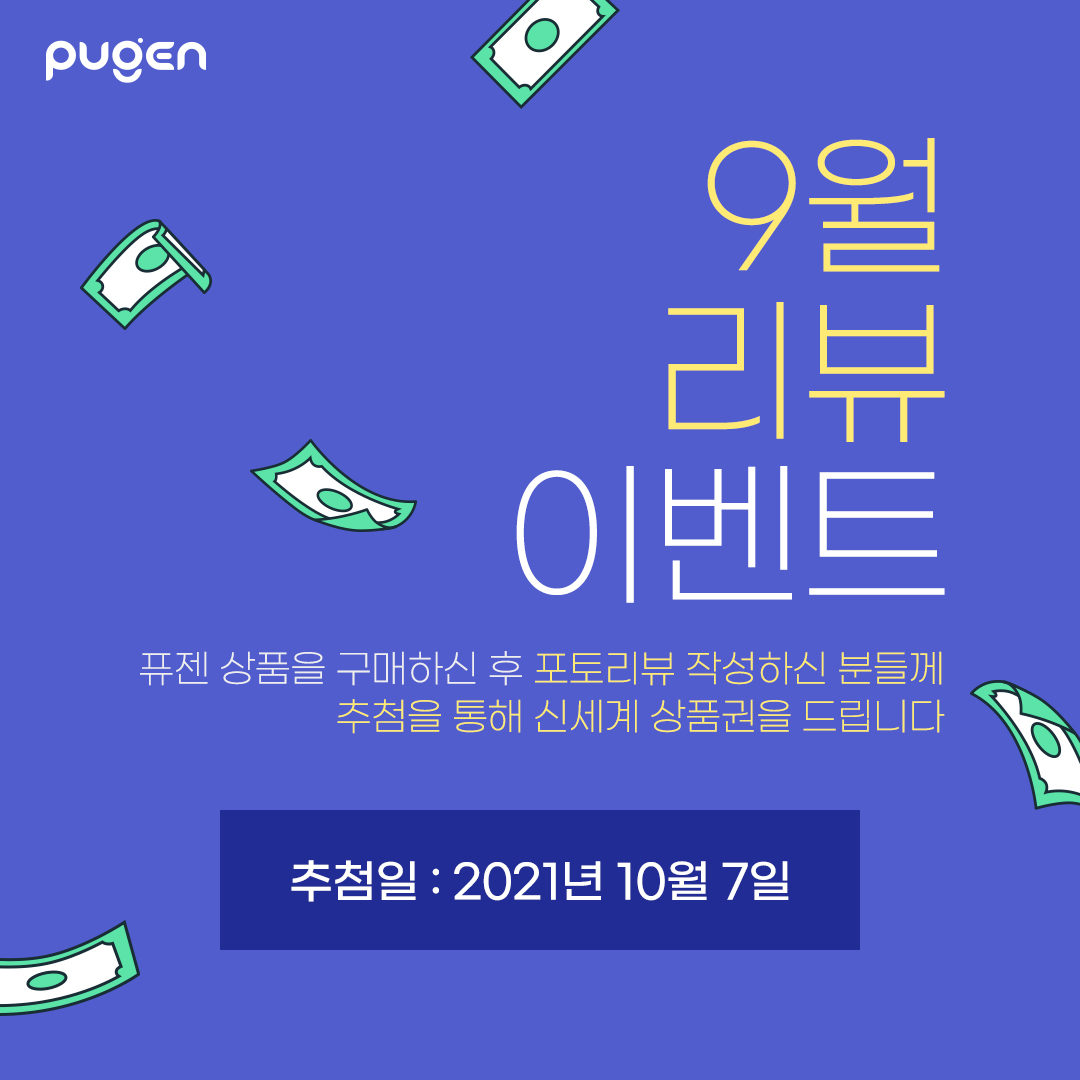 pugen
9월
리뷰
이벤트
퓨젠 상품을 구매하신 후 포토리뷰 작성하신 분들께
추첨을 통해 신세계 상품권을 드립니다
추첨일 : 2021년 10월 7일